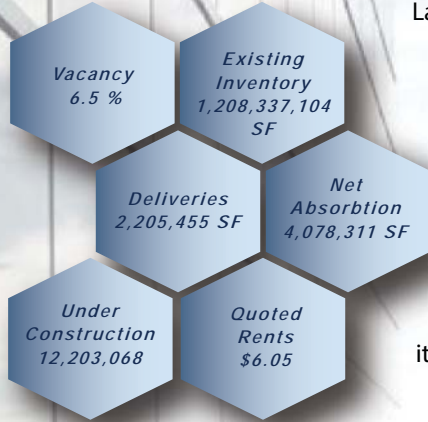 La
Vacancy
6.5 %
Existing
Inventory
1,208,337,104
SF
Deliveries
2,205,455 SF
Net
Absorbtion
4,078,311 SF
Under
Construction
12,203,068
Quoted
Rents
$6.05
it